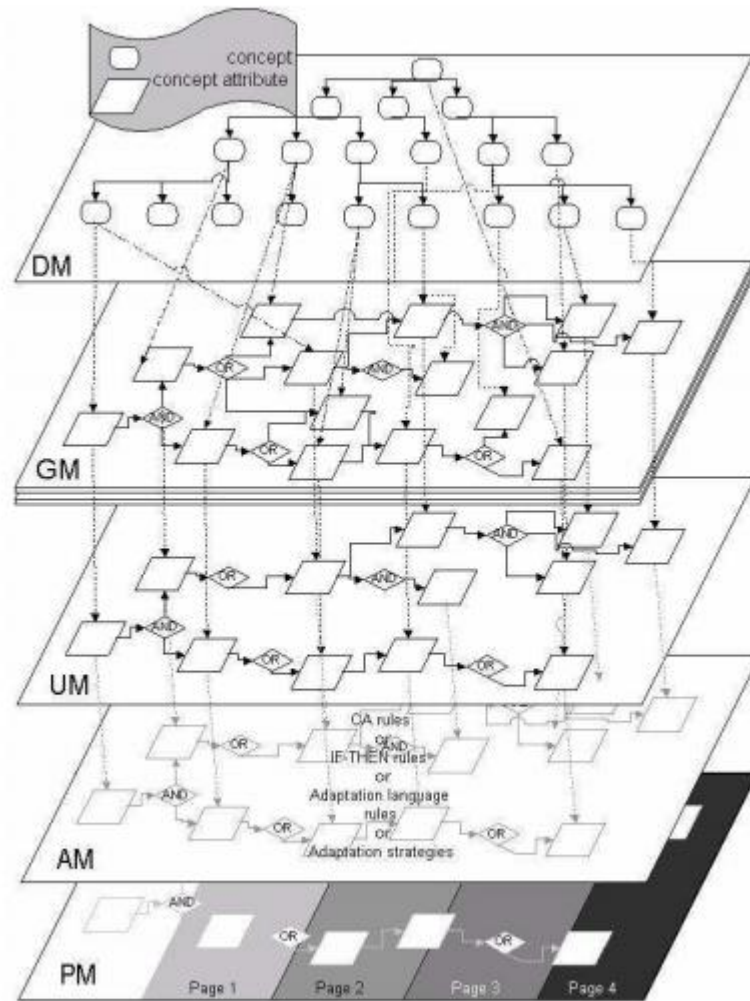 concept
concept attribute
DM
AND
OR
AND
AND
OR
OR
GM
AND
OR
AND
AND
OR
OR
UM
CA rules
or
OR
AND
IF-THEN rules
or
AND
Adaptation language
rules
OR
or
OR
Adaptation strategies
AM
AND
OR
OR
PM
Page 1
Page 2
Page 3
Page 4